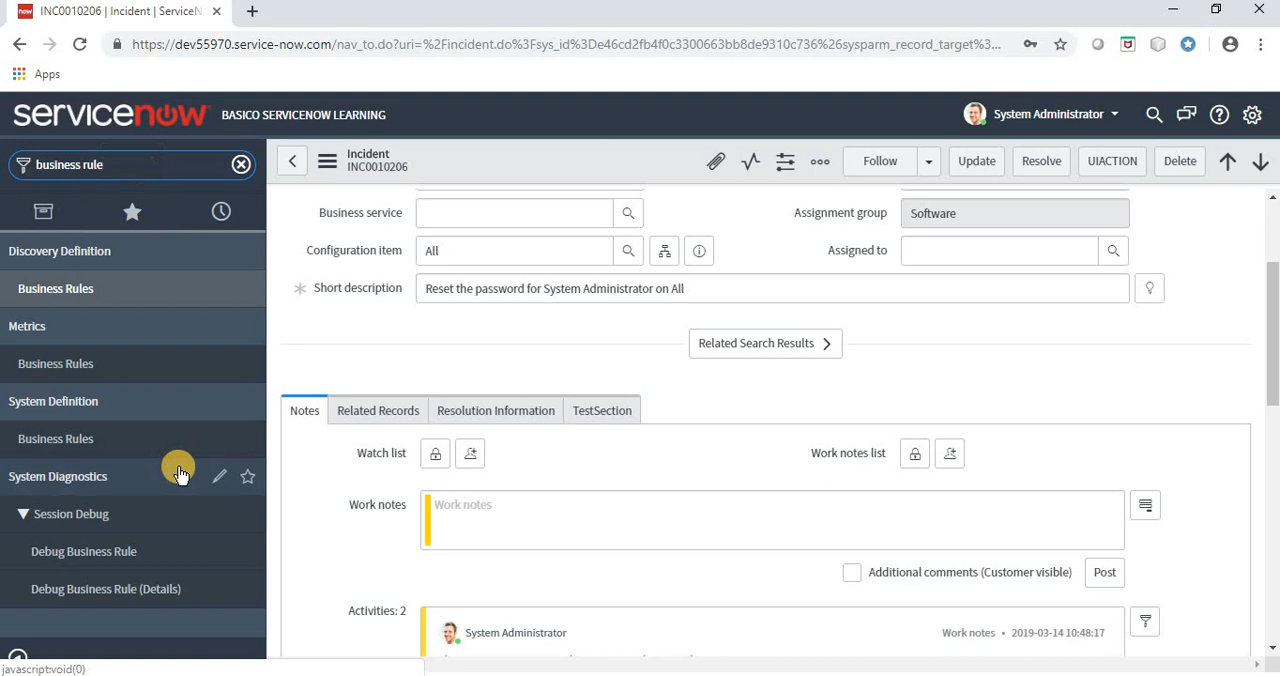 INC0010206 | Incident | ServiceN
https://dev55970.service-now.com/nav_to.do?uri=%2Fincident.do%3Fsys_id%3De46cd2fb4f0c3300663bb8de9310c736%26sysparm_record_target%3...
Apps
servicenow BASICO SERVICENOW LEARNING
System Administrator
business rule
Incident
INC0010206
Follow
Update
Resolve
UIACTION
Delete
Discovery Definition
Business Rules
Metrics
Business Rules
System Definition
Business Rules
System Diagnostics
Session Debug
Debug Business Rule
Debug Business Rule (Details)
Business service
Assignment group
Software
Configuration item
All
Assigned to
Short description
Reset the password for System Administrator on All
Related Search Results
Notes
Related Records
Resolution Information
TestSection
Watch list
Work notes list
Work notes
Work notes
Additional comments (Customer visible)
Post
Activities: 2
System Administrator
Work notes • 2019-03-14 10:48:17
javascript:void(0)